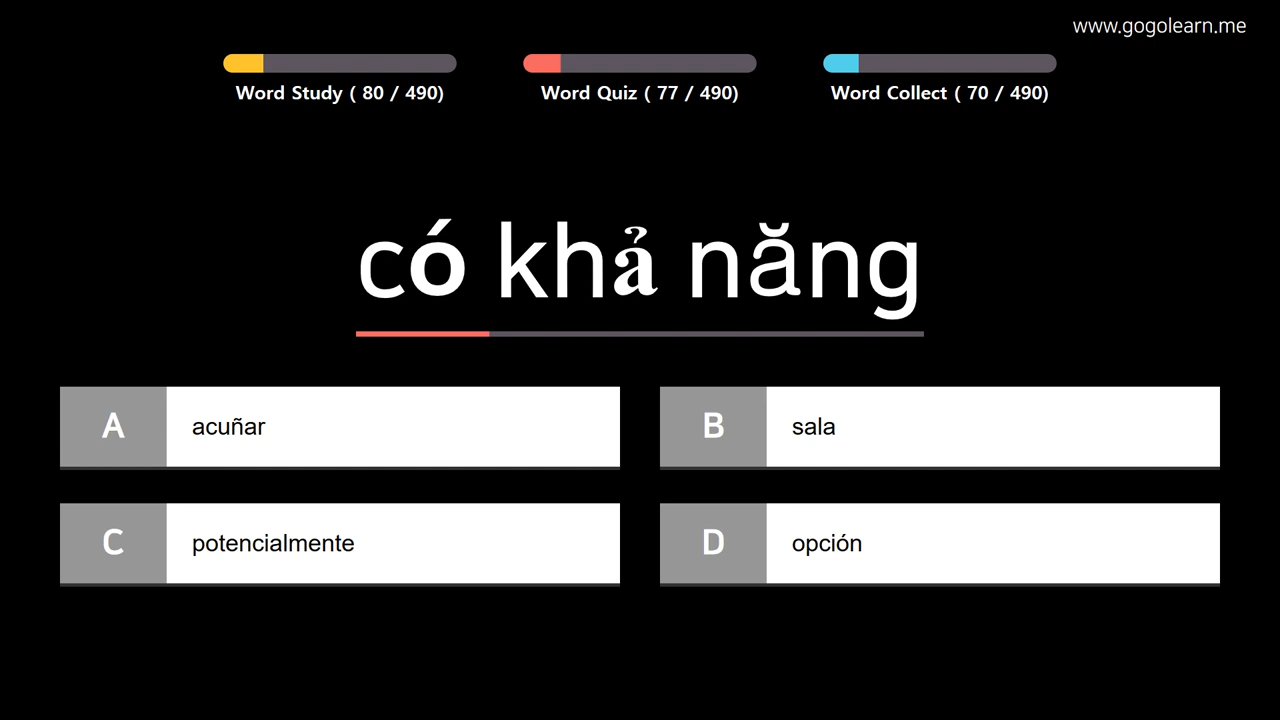 www.gogolearn.me
Word Study ( 80 / 490)
Word Quiz ( 77 / 490)
Word Collect ( 70 / 490)
có khả năng
A acuñar
B sala
C potencialmente
D opción